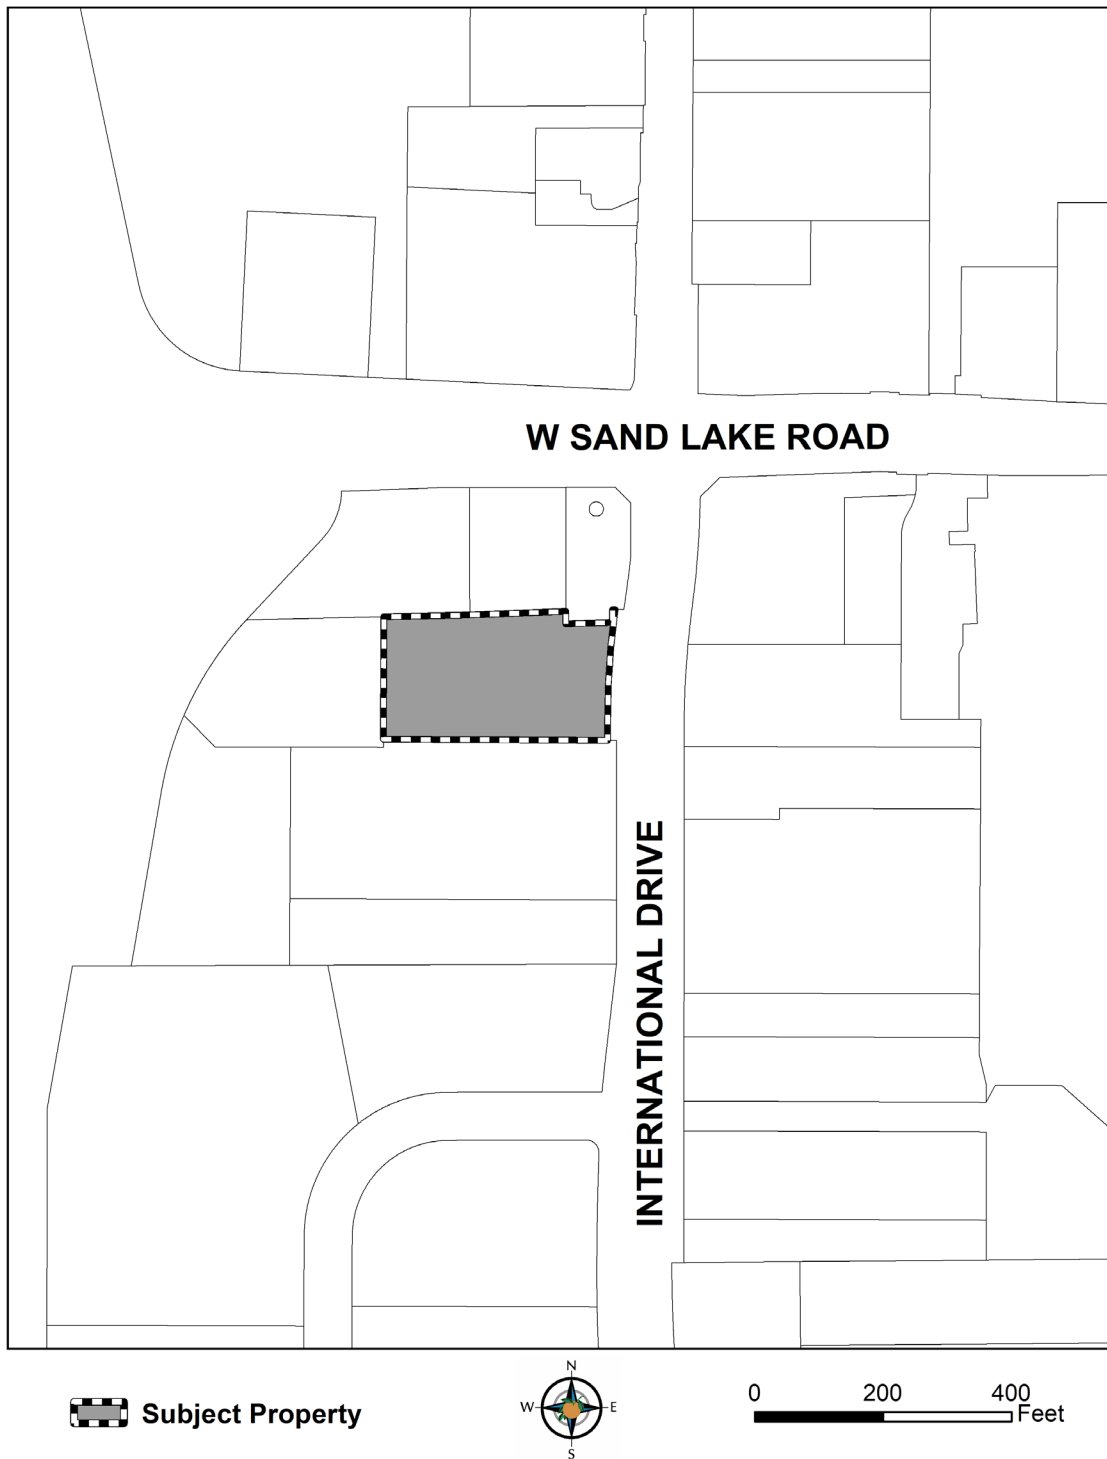 W SAND LAKE ROAD
INTERNATIONAL DRIVE
Subject Property
N
W
E
S
0 200 400
Feet